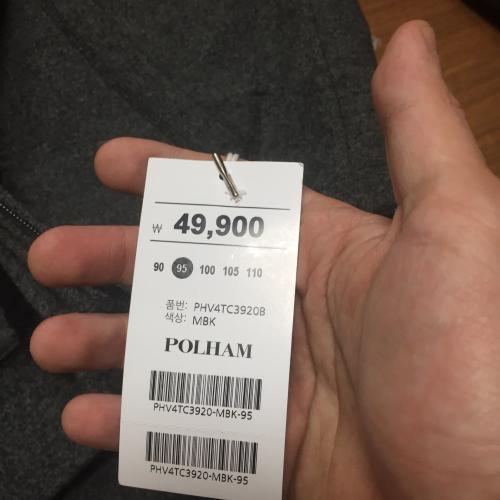 ₩ 49,900
90 95 100 105 110
품번: PHV4TC3920B
색상: MBK
POLHAM
PHV4TC3920-MBK-95
PHV4TC3920-MBK-95